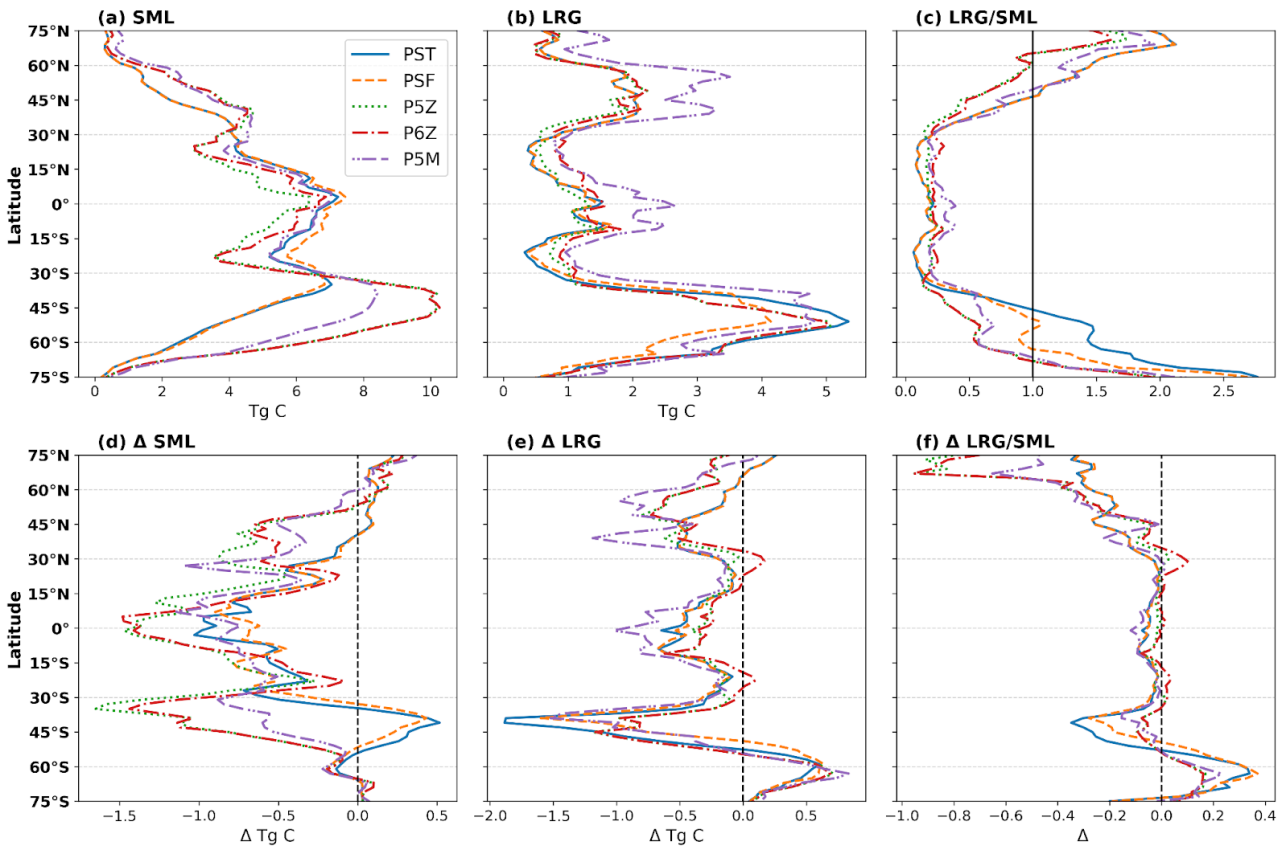 (a) SML
(b) LRG
(c) LRG/SML
75°N
60°N
45°N
30°N
15°N
0°
15°S
30°S
45°S
60°S
75°S
Latitude
PST
PSF
P5Z
P6Z
P5M
0 2 4 6 8 10
Tg C
0 1 2 3 4 5
Tg C
0.0 0.5 1.0 1.5 2.0 2.5
(d) Δ SML
(e) Δ LRG
(f) Δ LRG/SML
75°N
60°N
45°N
30°N
15°N
0°
15°S
30°S
45°S
60°S
75°S
Latitude
−1.5 −1.0 −0.5 0.0 0.5
Δ Tg C
−2.0 −1.5 −1.0 −0.5 0.0 0.5
Δ Tg C
−1.0 −0.8 −0.6 −0.4 −0.2 0.0 0.2 0.4
Δ